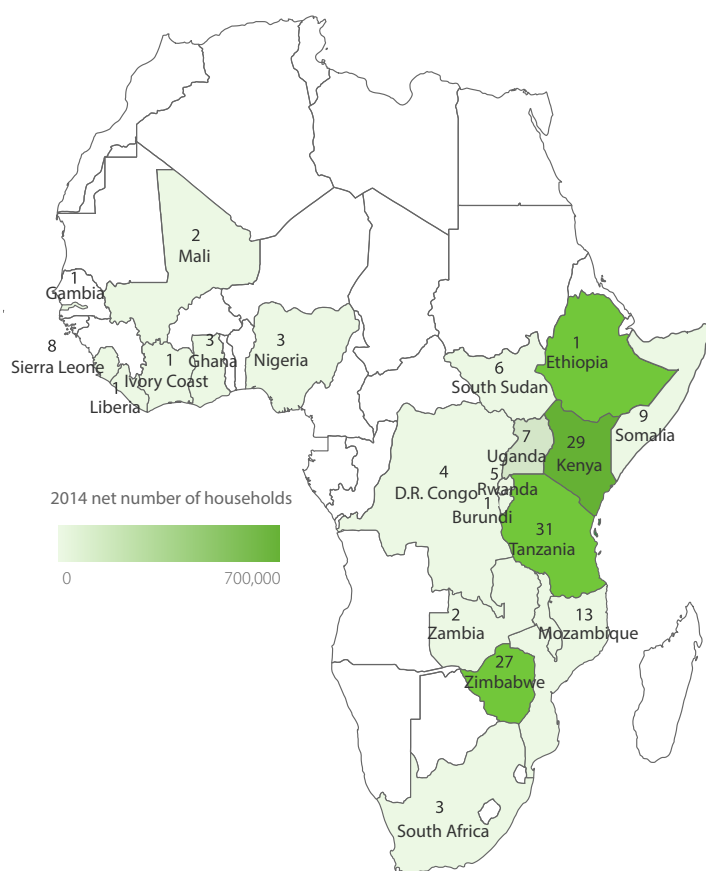 2
Mali
1
Gambia
8
Sierra Leone
1
Liberia
1
Ivory Coast
3
Ghana
3
Nigeria
6
South Sudan
1
Ethiopia
9
Somalia
7
Uganda
29
Kenya
4
D.R. Congo
5
Rwanda
1
Burundi
31
Tanzania
2014 net number of households
0
700,000
2
Zambia
13
Mozambique
27
Zimbabwe
3
South Africa